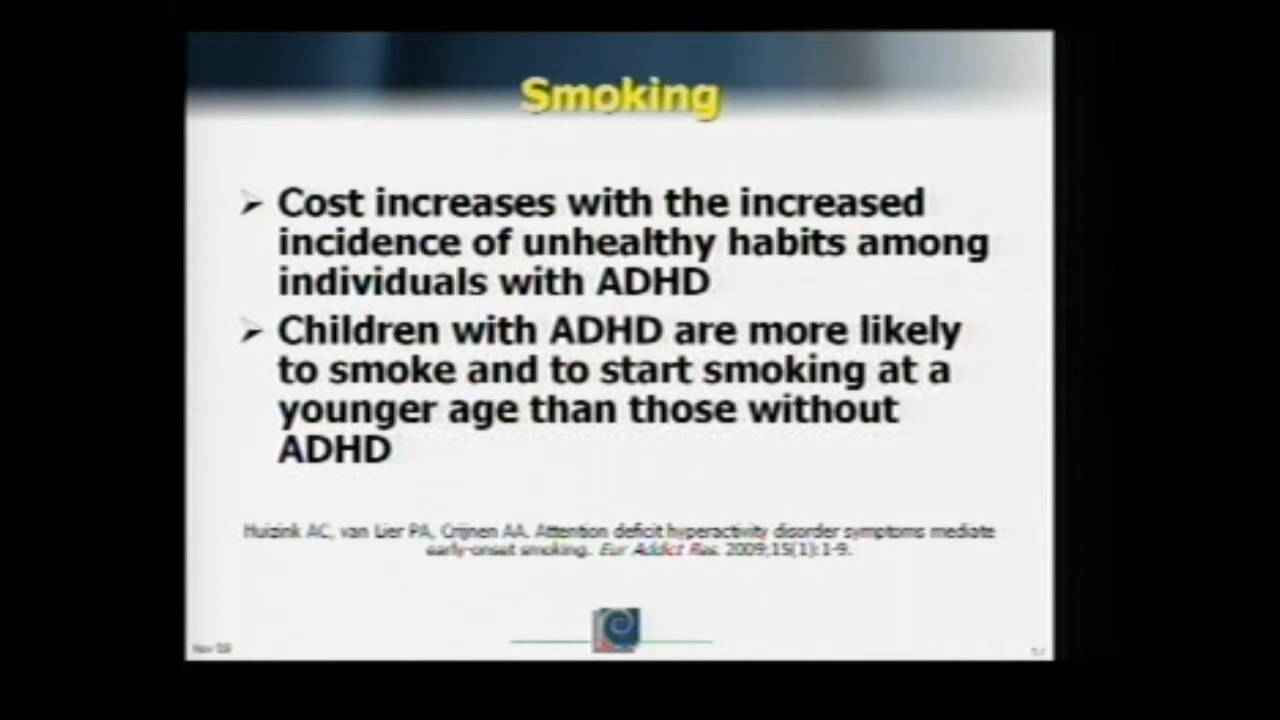 Smoking
➢ Cost increases with the increased
incidence of unhealthy habits among
individuals with ADHD
➢ Children with ADHD are more likely
to smoke and to start smoking at a
younger age than those without
ADHD
Huizink AC, van Lier PA, Crijnen AA. Attention deficit hyperactivity disorder symptoms mediate
early-onset smoking. Eur Addict Res. 2009;15(1):1-9.